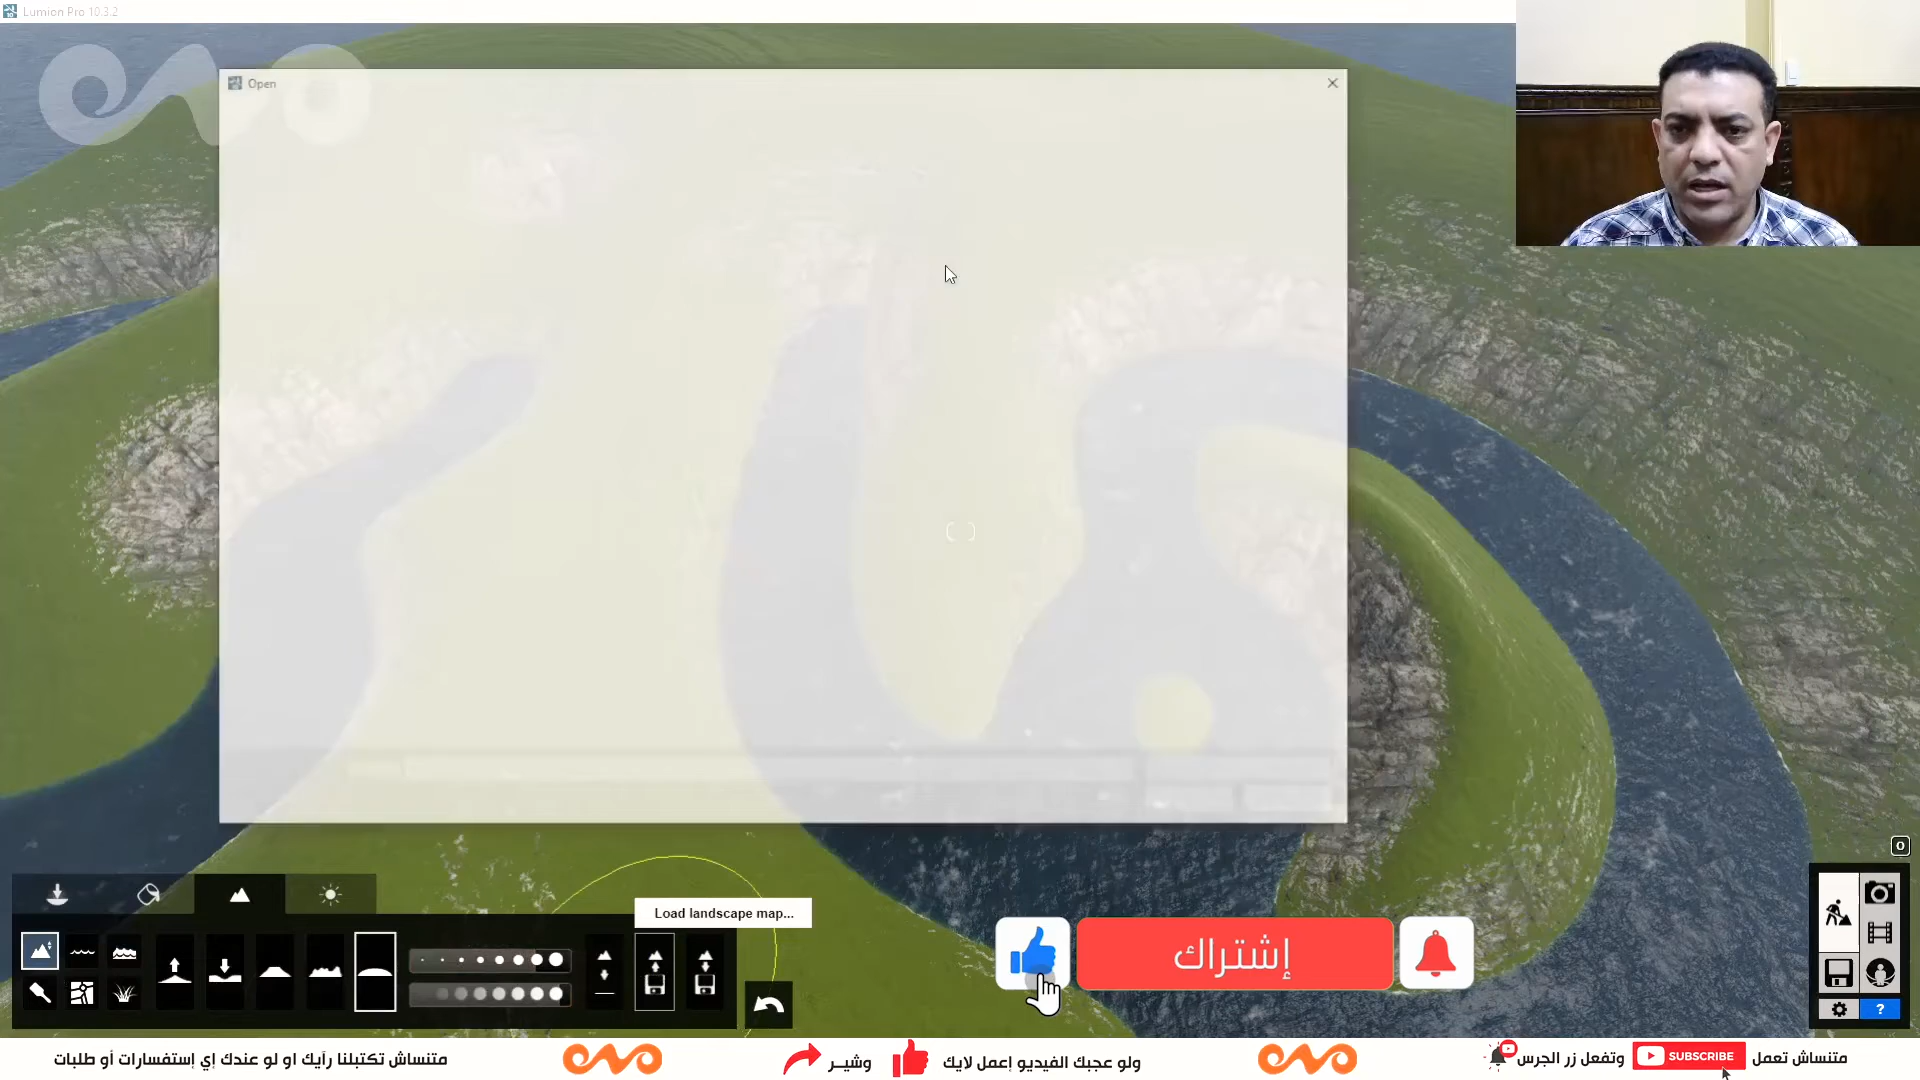 Lumion Pro 10.3.2
Open
Load landscape map...
إشتراك
O
?
متنساش تعمل
SUBSCRIBE
وتفعل زر الجرس
ولو عجبك الفيديو إعمل لايك
وشيــر
متنساش تكتبلنا رأيك او لو عندك إي إستفسارات أو طلبات